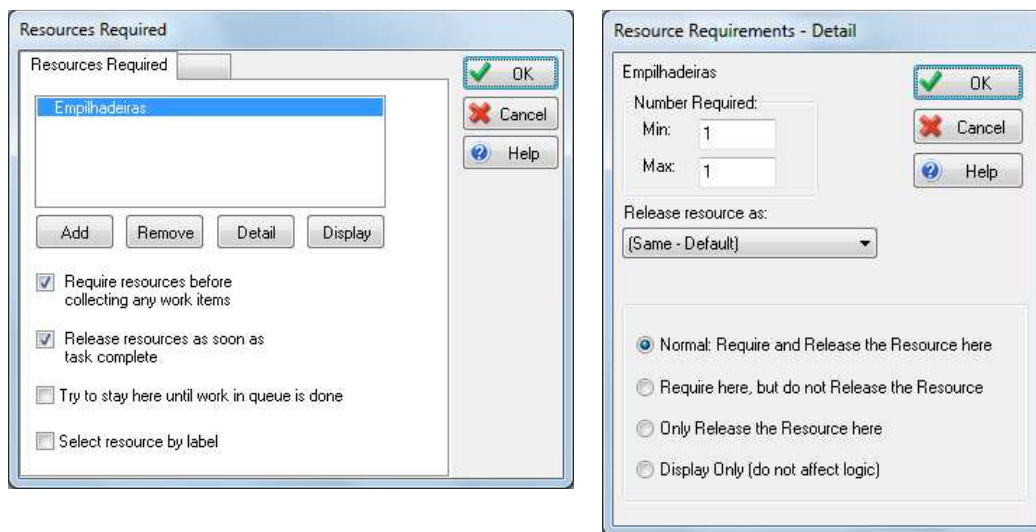 Resources Required
Resources Required
Empilhadeiras
Add
Remove
Detail
Display
Require resources before
collecting any work items
Release resources as soon as
task complete
Try to stay here until work in queue is done
Select resource by label
OK
Cancel
Help
Resource Requirements - Detail
Empilhadeiras
Number Required:
Min: 1
Max: 1
Release resource as:
(Same - Default)
Normal: Require and Release the Resource here
Require here, but do not Release the Resource
Only Release the Resource here
Display Only (do not affect logic)
OK
Cancel
Help